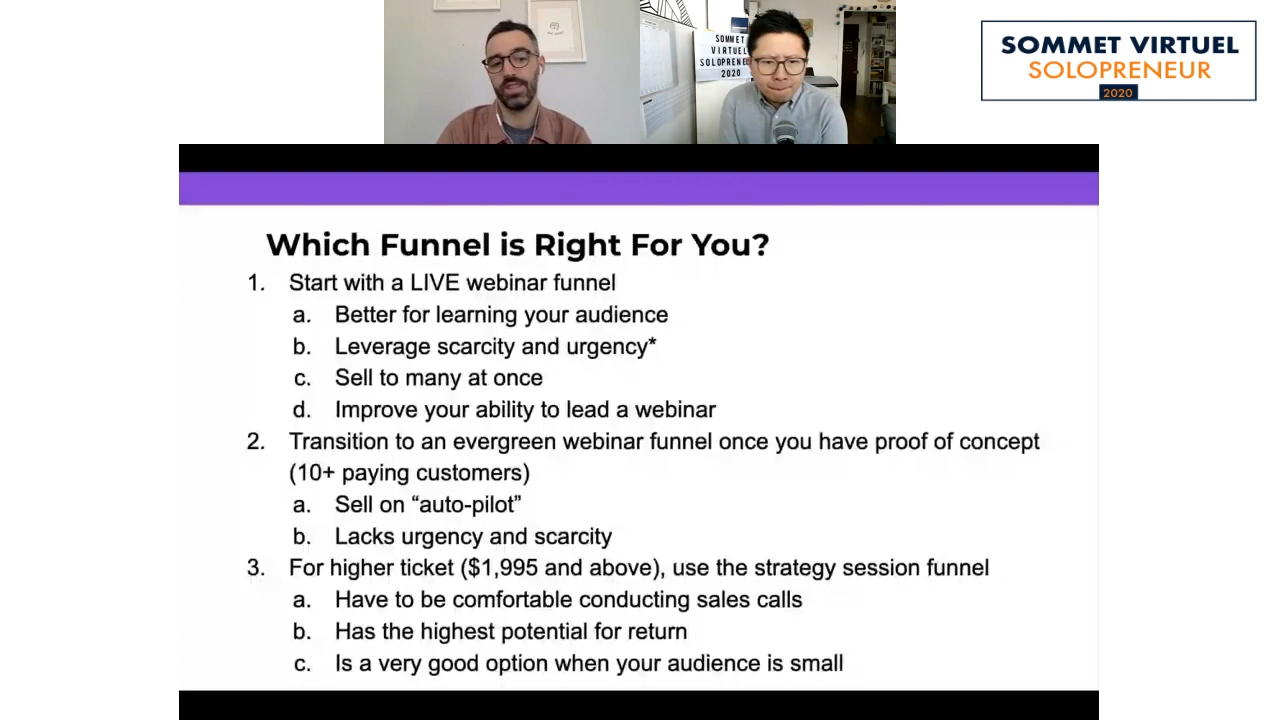 SOMMET
VIRTUEL
SOLOPRENE
2020
SOMMET VIRTUEL
SOLOPRENEUR
2020
Which Funnel is Right For You?
1. Start with a LIVE webinar funnel
a. Better for learning your audience
b. Leverage scarcity and urgency*
c. Sell to many at once
d. Improve your ability to lead a webinar
2. Transition to an evergreen webinar funnel once you have proof of concept
(10+ paying customers)
a. Sell on “auto-pilot”
b. Lacks urgency and scarcity
3. For higher ticket ($1,995 and above), use the strategy session funnel
a. Have to be comfortable conducting sales calls
b. Has the highest potential for return
c. Is a very good option when your audience is small